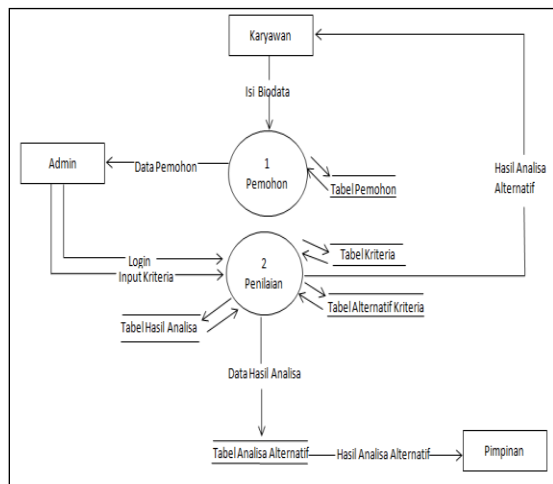 Karyawan
Isi Biodata
Admin
Data Pemohon
1
Pemohon
Tabel Pemohon
Hasil Analisa
Alternatif
Login
Input Kriteria
2
Penilaian
Tabel Kriteria
Tabel Alternatif Kriteria
Tabel Hasil Analisa
Data Hasil Analisa
Tabel Analisa Alternatif
Hasil Analisa Alternatif
Pimpinan